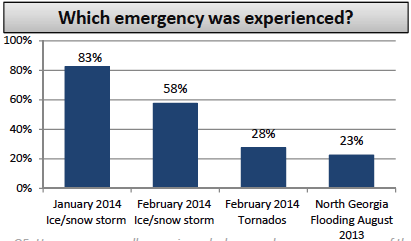 Which emergency was experienced?
100%
80%
60%
40%
20%
0%
83%
58%
28%
23%
January 2014
Ice/snow storm
February 2014
Ice/snow storm
February 2014
Tornados
North Georgia
Flooding August
2013